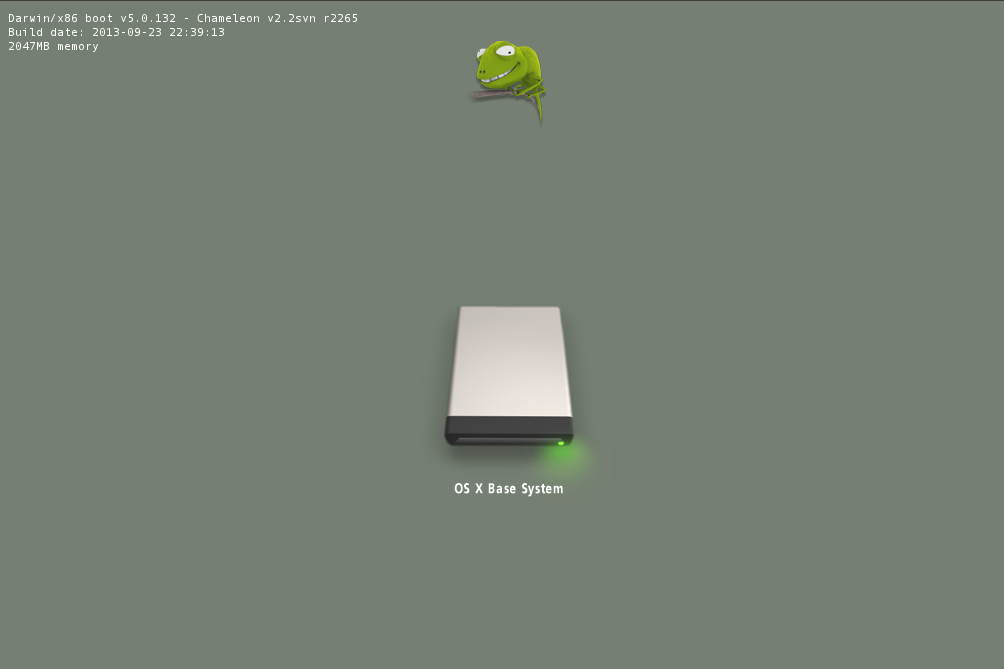 Darwin/x86 boot v5.0.132 - Chameleon v2.2svn r2265
Build date: 2013-09-23 22:39:13
2047MB memory
OS X Base System